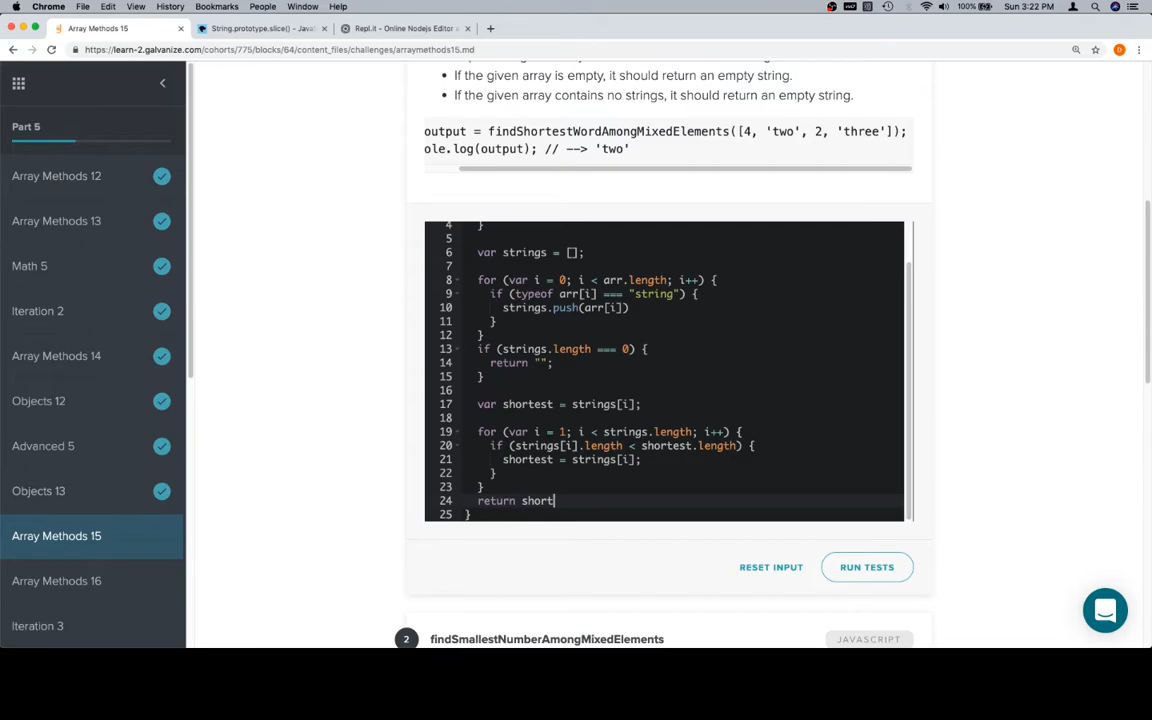 Chrome File Edit View History Bookmarks People Window Help 100% Sun 3:22 PM
Array Methods 15 String.prototype.slice() - JavaS Repl.it - Online Nodejs Editor a
https://learn-2.galvanize.com/cohorts/775/blocks/64/content_files/challenges/arraymethods15.md
Part 5
Array Methods 12
Array Methods 13
Math 5
Iteration 2
Array Methods 14
Objects 12
Advanced 5
Objects 13
Array Methods 15
Array Methods 16
Iteration 3
If the given array is empty, it should return an empty string.
If the given array contains no strings, it should return an empty string.
output = findShortestWordAmongMixedElements([4, 'two', 2, 'three']);
ole.log(output); // --> 'two'
4 }
5
6 var strings = [];
7
8 for (var i = 0; i < arr.length; i++) {
9 if (typeof arr[i] === "string") {
10 strings.push(arr[i])
11 }
12 }
13 if (strings.length === 0) {
14 return "";
15 }
16
17 var shortest = strings[i];
18
19 for (var i = 1; i < strings.length; i++) {
20 if (strings[i].length < shortest.length) {
21 shortest = strings[i];
22 }
23 }
24 return short
25 }
RESET INPUT RUN TESTS
2 findSmallestNumberAmongMixedElements JAVASCRIPT